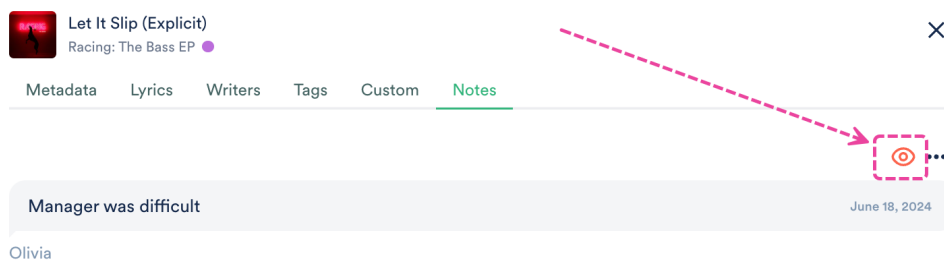 Let It Slip (Explicit)
Racing: The Bass EP
Metadata Lyrics Writers Tags Custom Notes
Manager was difficult June 18, 2024
Olivia